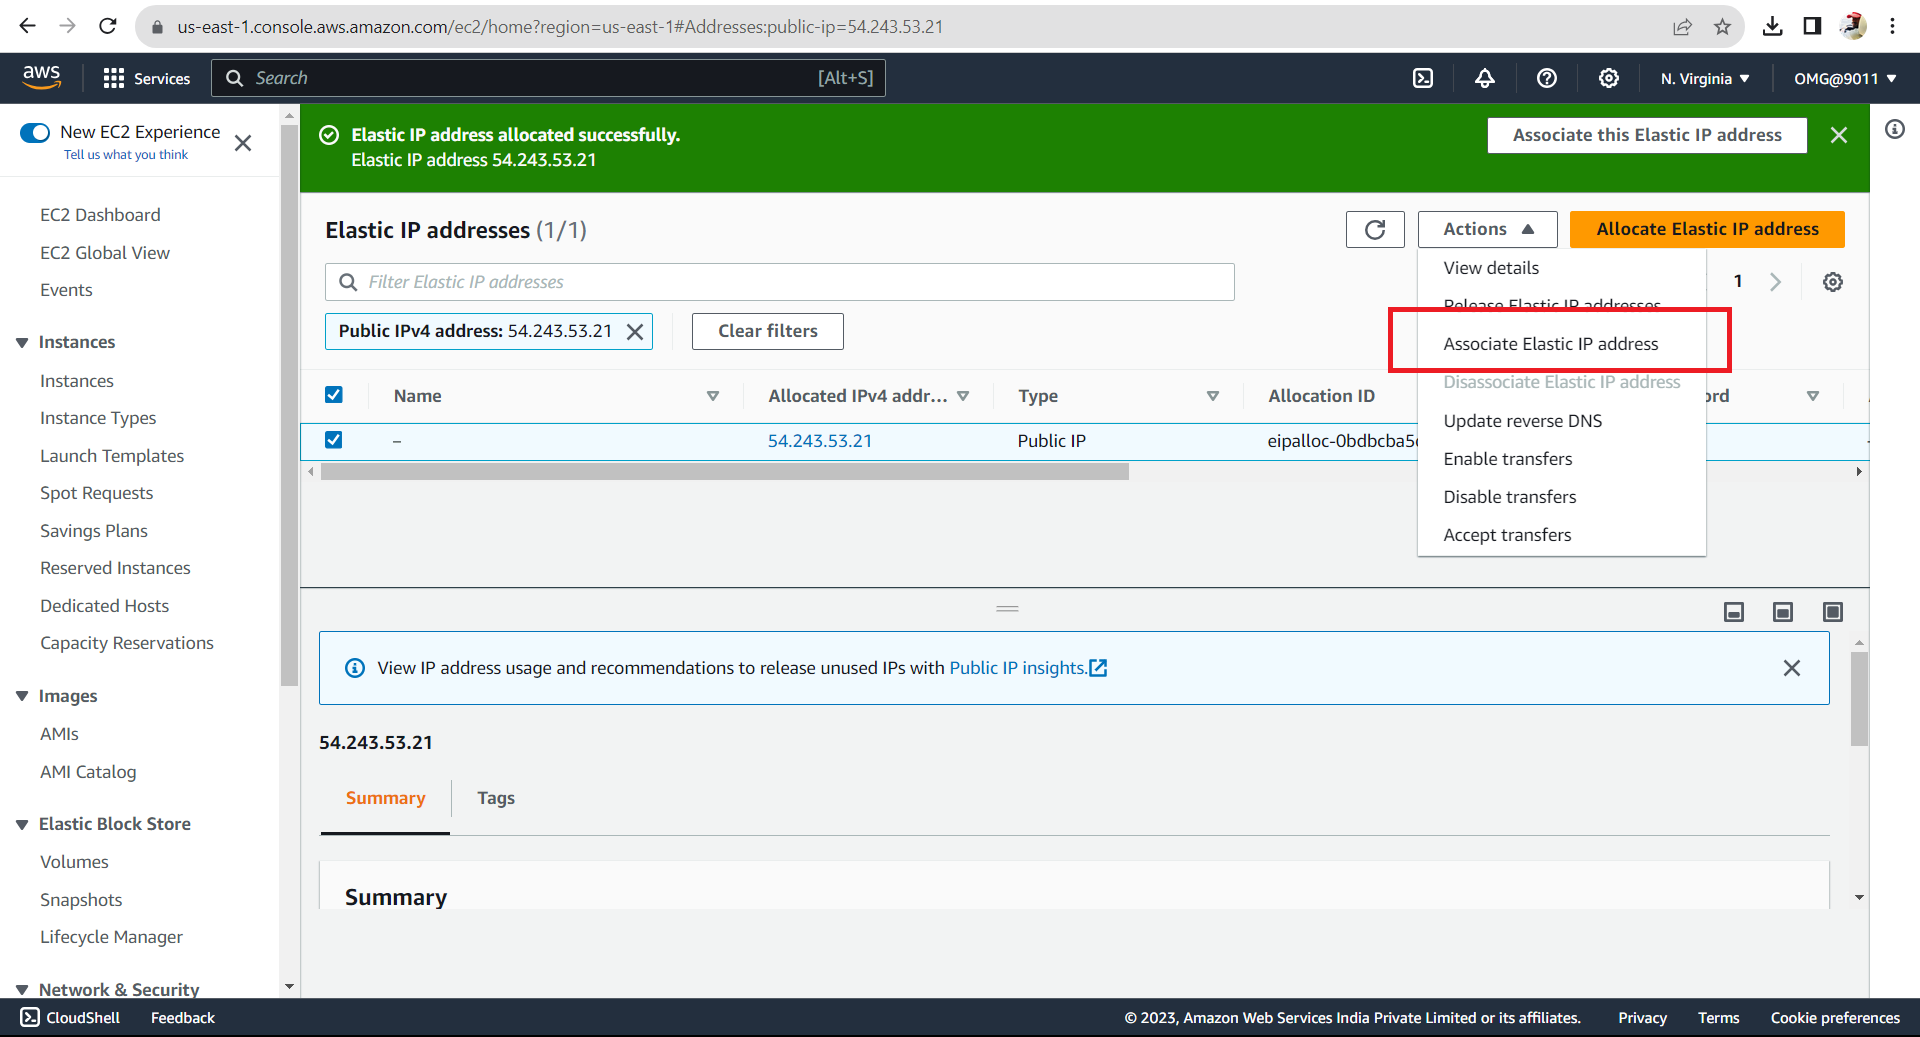 us-east-1.console.aws.amazon.com/ec2/home?region=us-east-1#Addresses:public-ip=54.243.53.21
aws
Services
Search
[Alt+S]
N. Virginia
OMG@9011
New EC2 Experience
Tell us what you think
EC2 Dashboard
EC2 Global View
Events
Instances
Instances
Instance Types
Launch Templates
Spot Requests
Savings Plans
Reserved Instances
Dedicated Hosts
Capacity Reservations
Images
AMIs
AMI Catalog
Elastic Block Store
Volumes
Snapshots
Lifecycle Manager
Network & Security
Elastic IP address allocated successfully.
Elastic IP address 54.243.53.21
Associate this Elastic IP address
Elastic IP addresses (1/1)
Actions
Allocate Elastic IP address
Filter Elastic IP addresses
1
Public IPv4 address: 54.243.53.21
Clear filters
View details
Release Elastic IP addresses
Associate Elastic IP address
Disassociate Elastic IP address
Update reverse DNS
Enable transfers
Disable transfers
Accept transfers
Name
Allocated IPv4 addr...
Type
Allocation ID
ord
–
54.243.53.21
Public IP
eipalloc-0bdbcba5
View IP address usage and recommendations to release unused IPs with Public IP insights.
54.243.53.21
Summary
Tags
Summary
CloudShell
Feedback
© 2023, Amazon Web Services India Private Limited or its affiliates.
Privacy
Terms
Cookie preferences